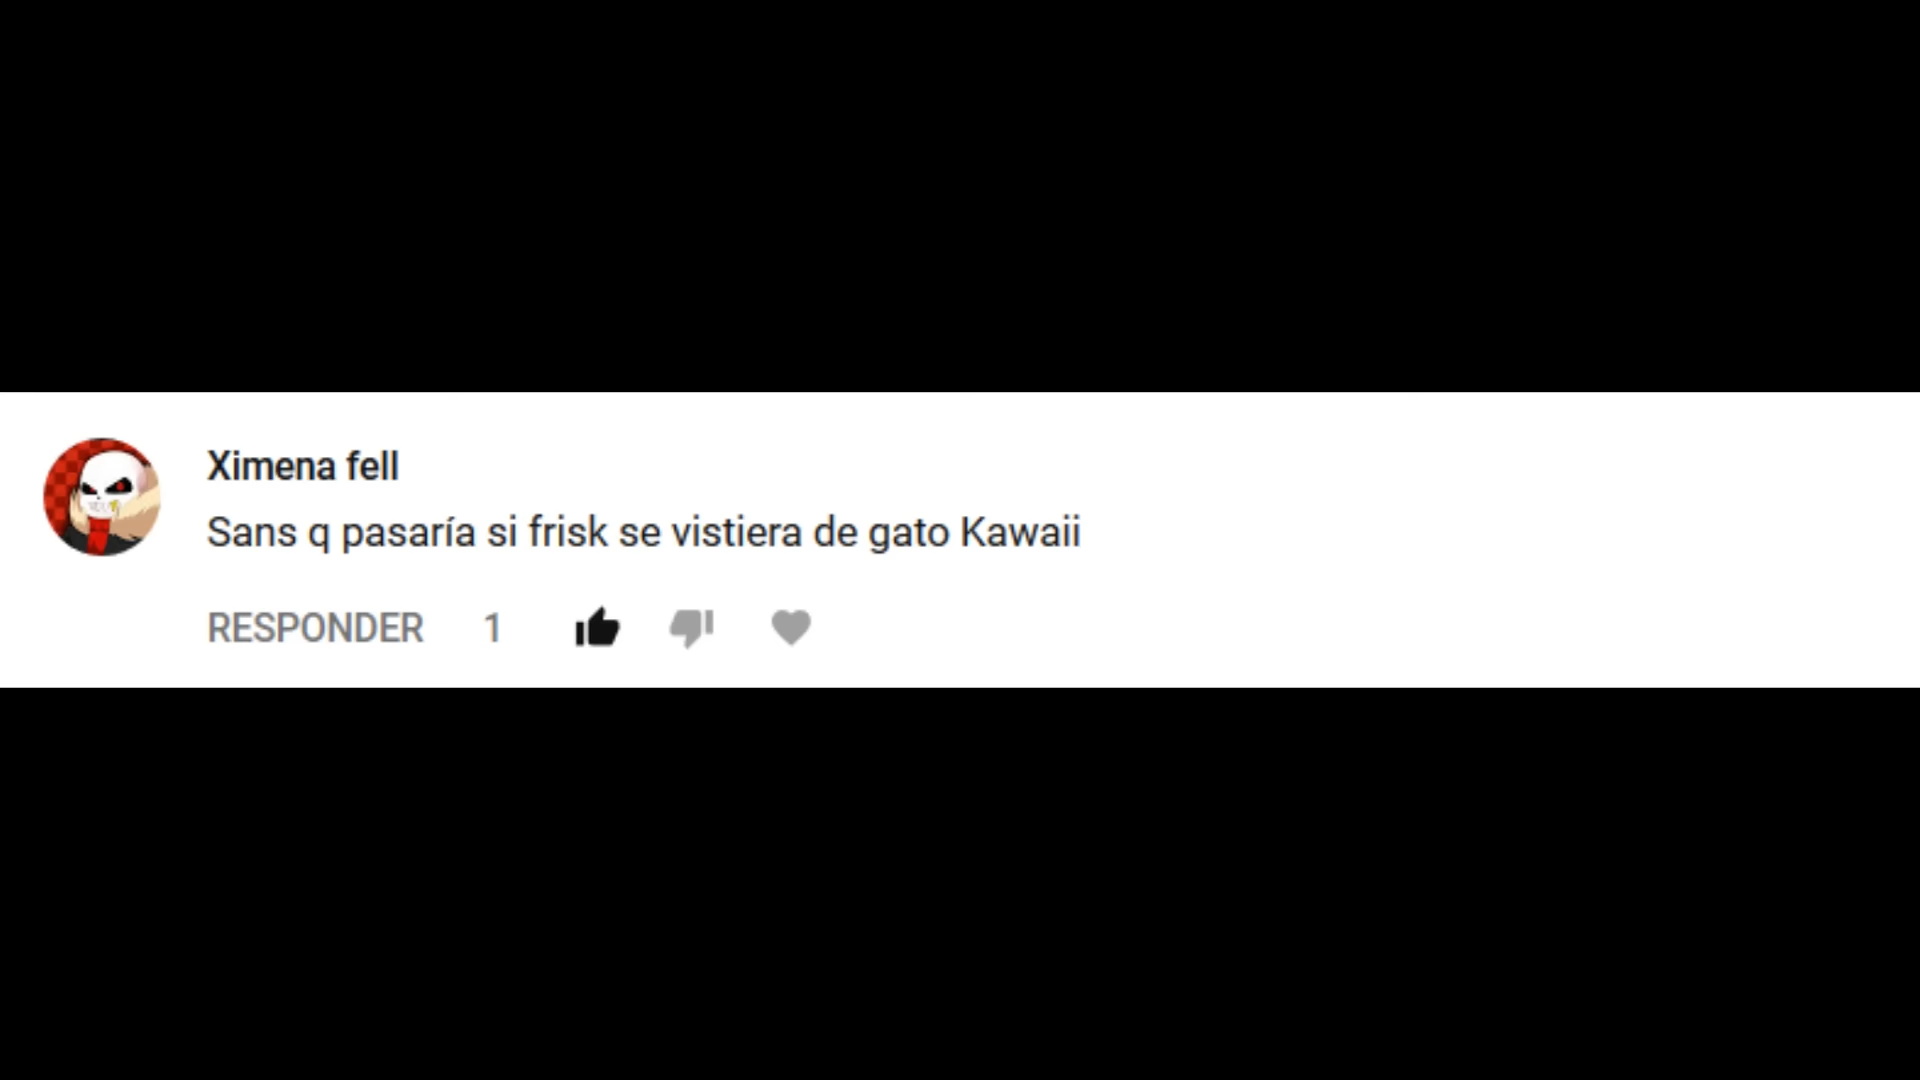 Ximena fell
Sans q pasaría si frisk se vistiera de gato Kawaii
RESPONDER 1